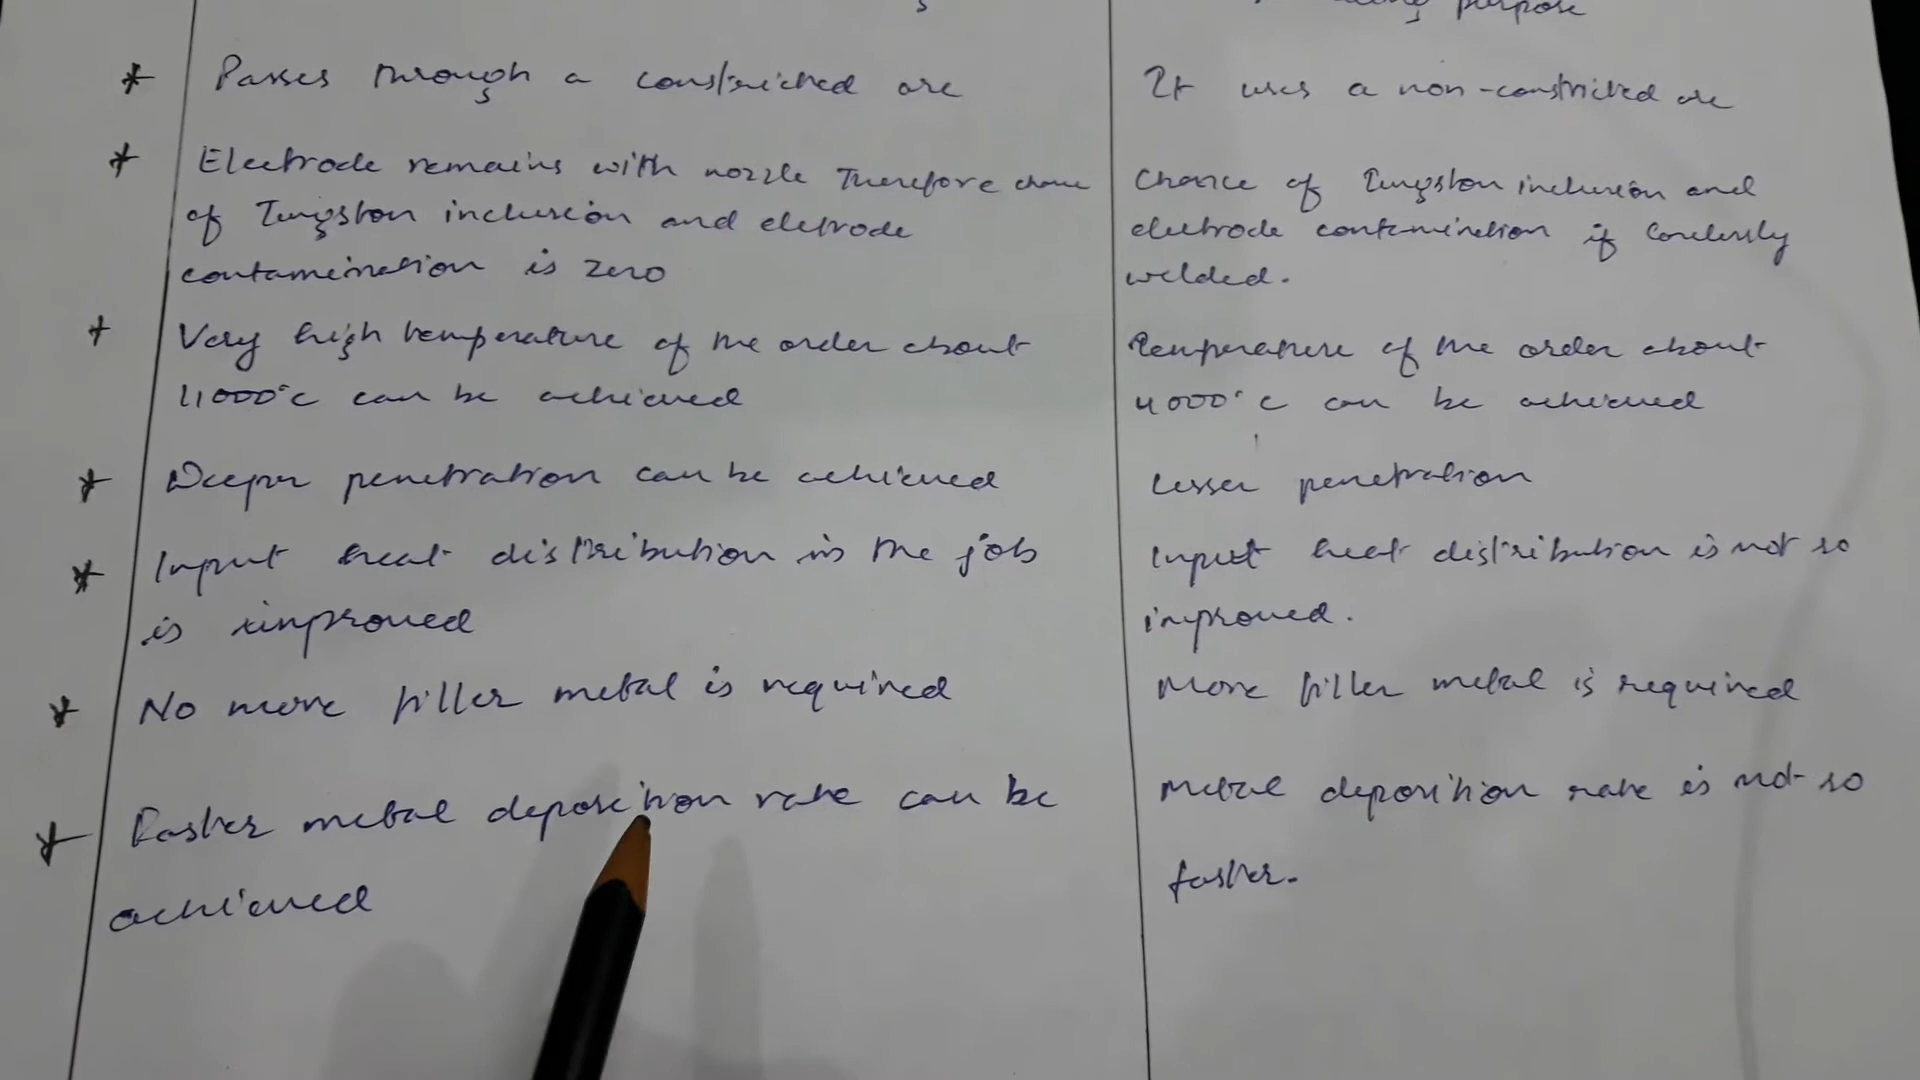 purpose
* Passes through a constricted arc
It uses a non-constricted arc
* Electrode remains with nozzle Therefore chance
of Tungston inclusion and eletrode
contamination is zero
Chance of Tungston inclusion and
electrode contamination if Carelessly
welded.
+ Very high temperature of the order about
11000°C can be achieved
Temperature of the order about
4000°C can be achieved
* Deeper penetration can be achieved
Lesser penetration
* Input heat distribution in the job
is improved
Input heat distribution is not so
improved.
* No more filler metal is required
More filler metal is required
* Faster metal deposition rate can be
achieved
Metal deposition rate is not so
faster.